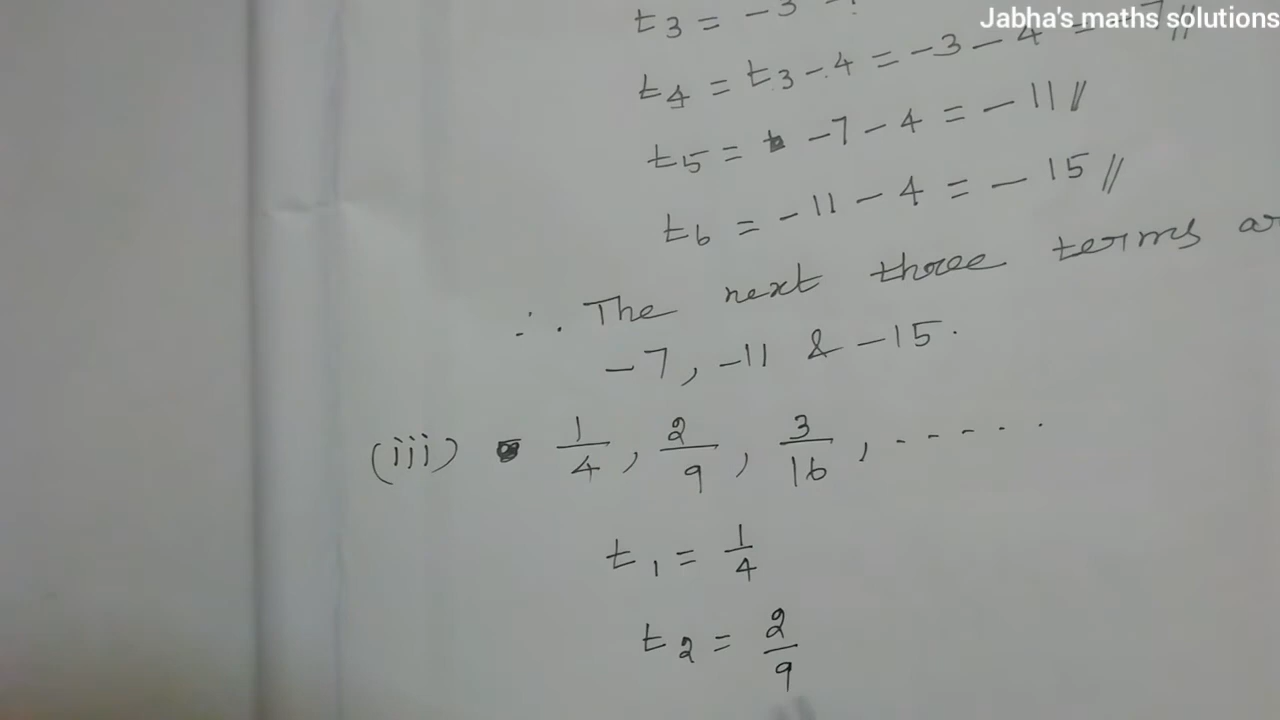 Jabha's maths solutions
t3 = -3
t4 = t3 - 4 = -3 - 4 = -7//
t5 = -7 - 4 = -11//
t6 = -11 - 4 = -15//
∴ The next three terms
-7, -11 & -15.
(iii) 1/4, 2/9, 3/16, ......
t1 = 1/4
t2 = 2/9